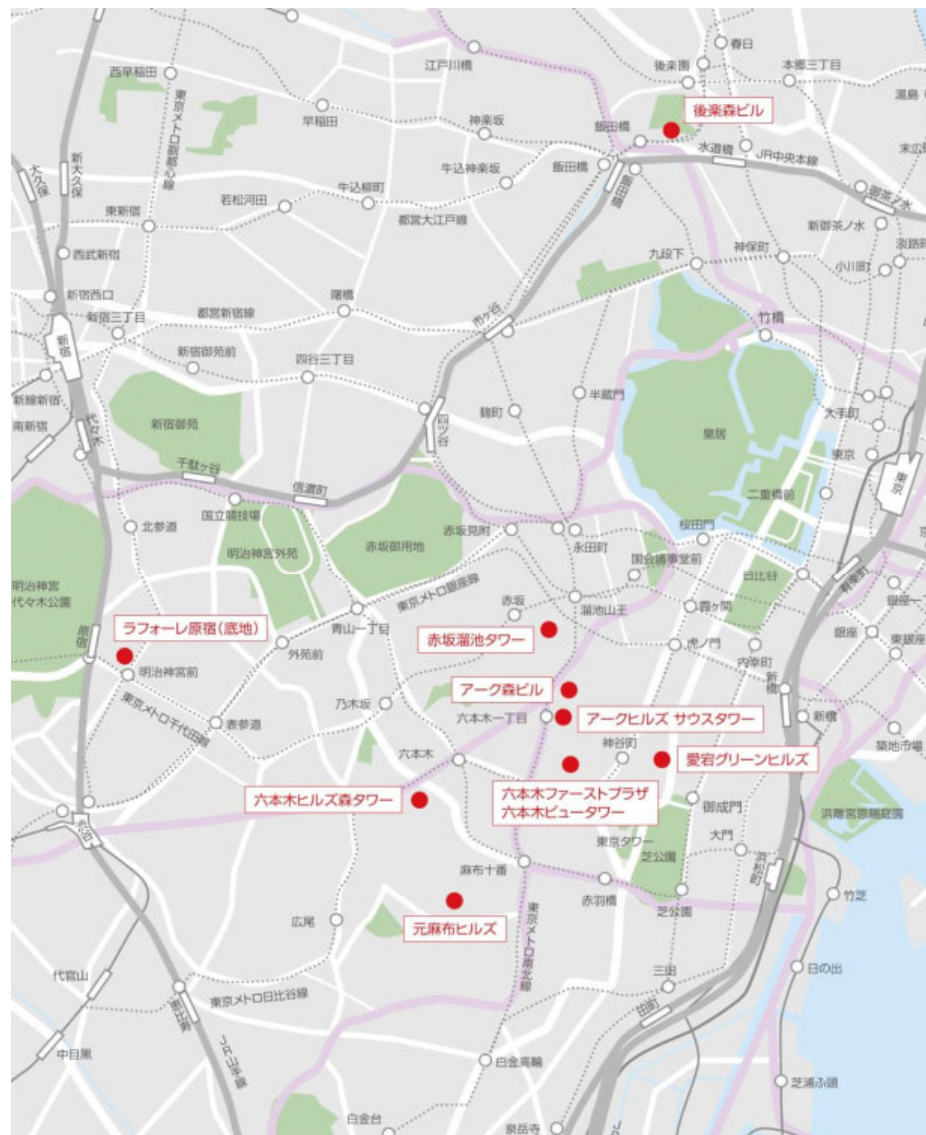 春日
江戸川橋
後楽園
本郷三丁目
西早稲田
湯島
東京メトロ副都心線
早稲田
神楽坂
飯田橋
後楽森ビル
水道橋
JR中央本線
末広
新大久保
大久保
飯田橋
飯田橋
牛込神楽坂
牛込柳町
若松河田
東新宿
都営大江戸線
御茶ノ水
新御茶ノ水
淡路町
西武新宿
九段下
神保町
小川町
新宿西口
曙橋
都営新宿線
市ヶ谷
竹橋
新宿三丁目
新宿
新宿御苑前
四谷三丁目
新線新宿
半蔵門
麹町
大手町
南新宿
代々木
新宿御苑
四ツ谷
皇居
東京
東京
千駄ヶ谷
信濃町
二重橋前
国立競技場
北参道
明治神宮外苑
赤坂御用地
赤坂見附
永田町
桜田門
国会議事堂前
日比谷
有楽町
明治神宮
代々木公園
東京メトロ銀座線
赤坂
溜池山王
霞ヶ関
銀座一
ラフォーレ原宿(底地)
青山一丁目
外苑前
赤坂溜池タワー
虎ノ門
内幸町
銀座
東銀座
原宿
明治神宮前
アーク森ビル
新橋
乃木坂
東京メトロ千代田線
表参道
六本木一丁目
アークヒルズ サウスタワー
新橋
築地市場
六本木
神谷町
愛宕グリーンヒルズ
六本木ヒルズ森タワー
六本木ファーストプラザ
六本木ビュータワー
御成門
浜離宮恩賜庭園
渋谷
東京タワー
大門
芝公園
浜松町
麻布十番
赤羽橋
芝公園
竹芝
元麻布ヒルズ
広尾
東京メトロ南北線
代官山
三田
日の出
東京メトロ日比谷線
恵比寿
田町
中目黒
JR山手線
白金高輪
芝浦ふ頭
白金台
泉岳寺